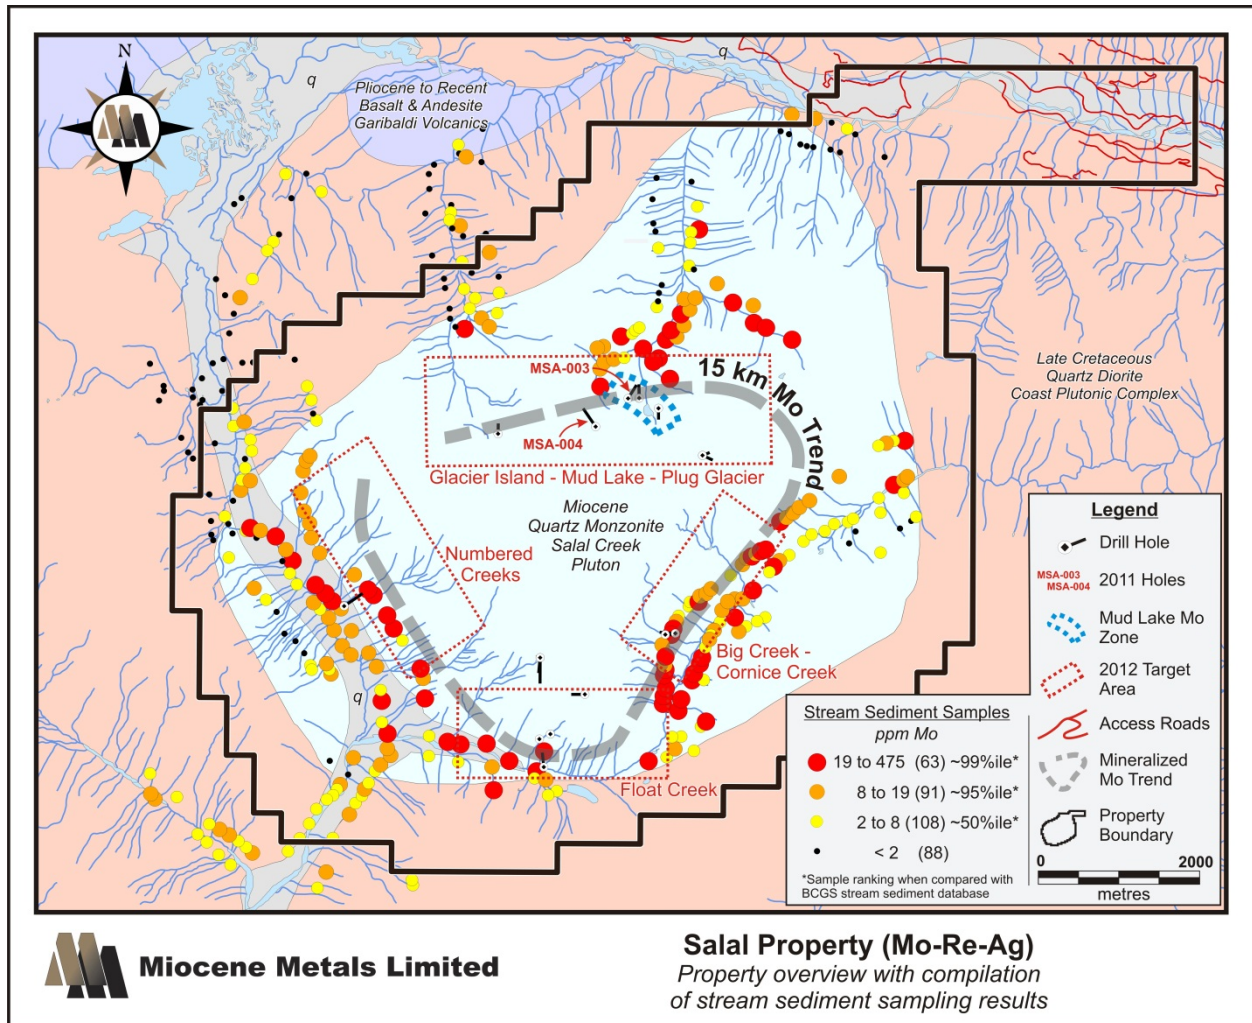 N
q
q
Pliocene to Recent
Basalt & Andesite
Garibaldi Volcanics
MSA-003
15 km Mo Trend
MSA-004
Late Cretaceous
Quartz Diorite
Coast Plutonic Complex
Glacier Island - Mud Lake - Plug Glacier
Miocene
Quartz Monzonite
Salal Creek
Pluton
Numbered
Creeks
Big Creek -
Cornice Creek
q
Float Creek
Legend
Drill Hole
MSA-003
MSA-004
2011 Holes
Mud Lake Mo
Zone
2012 Target
Area
Access Roads
Mineralized
Mo Trend
Property
Boundary
0 2000
metres
Stream Sediment Samples
ppm Mo
19 to 475 (63) ~99%ile*
8 to 19 (91) ~95%ile*
2 to 8 (108) ~50%ile*
< 2 (88)
*Sample ranking when compared with
BCGS stream sediment database
Miocene Metals Limited
Salal Property (Mo-Re-Ag)
Property overview with compilation
of stream sediment sampling results